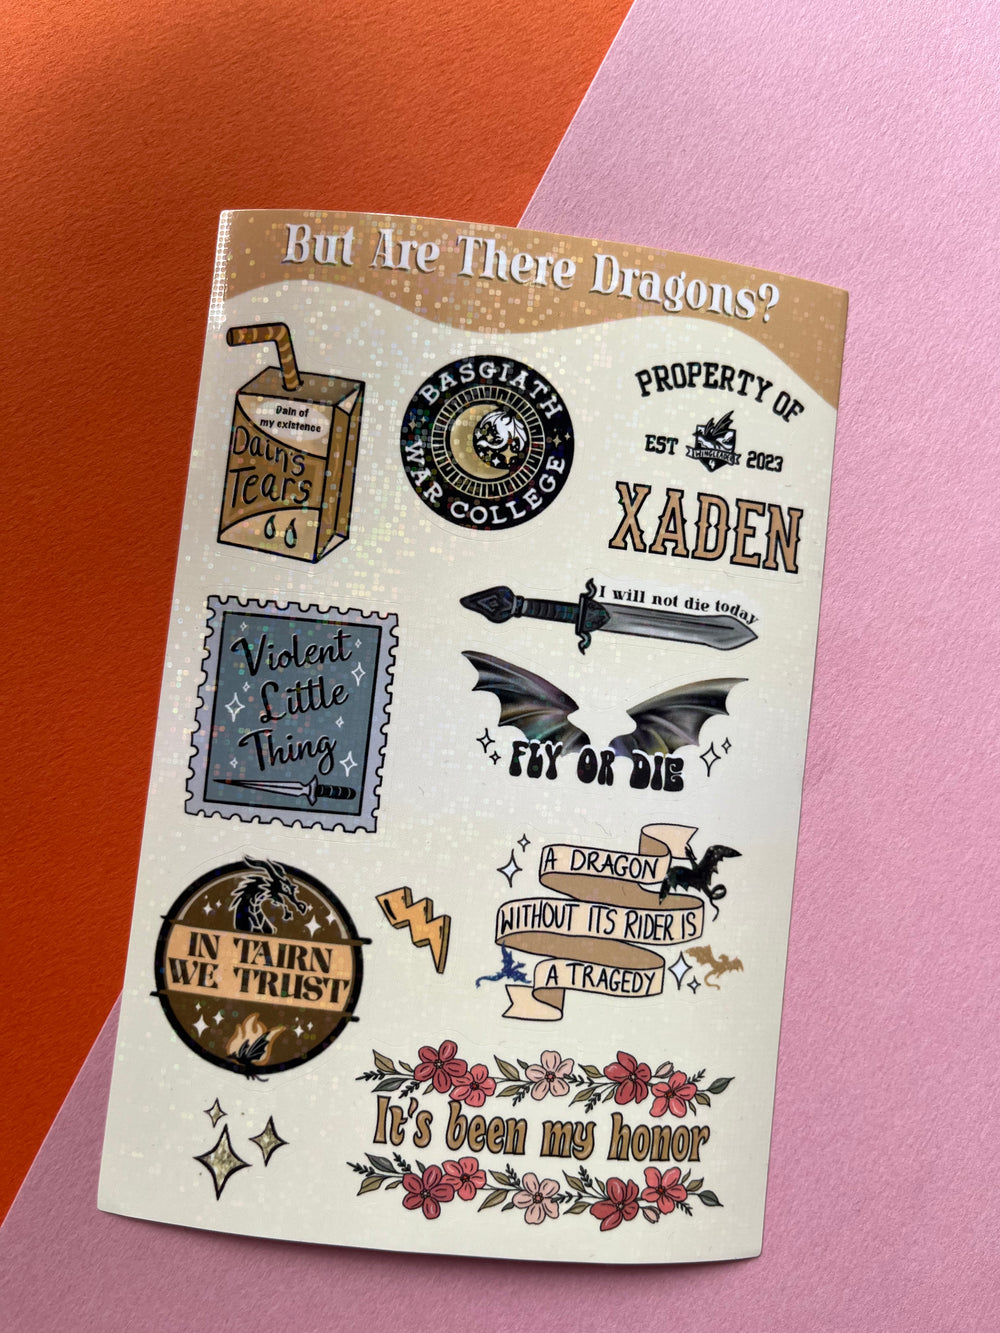 But Are There Dragons?
Dain of
my existence
Dain's
Tears
BASGIATH
WAR COLLEGE
PROPERTY OF
EST 2023
WINGLEADER
4
XADEN
I will not die today
Violent
Little
Thing
FLY OR DIE
A DRAGON
WITHOUT ITS RIDER IS
A TRAGEDY
IN TAIRN
WE TRUST
It's been my honor